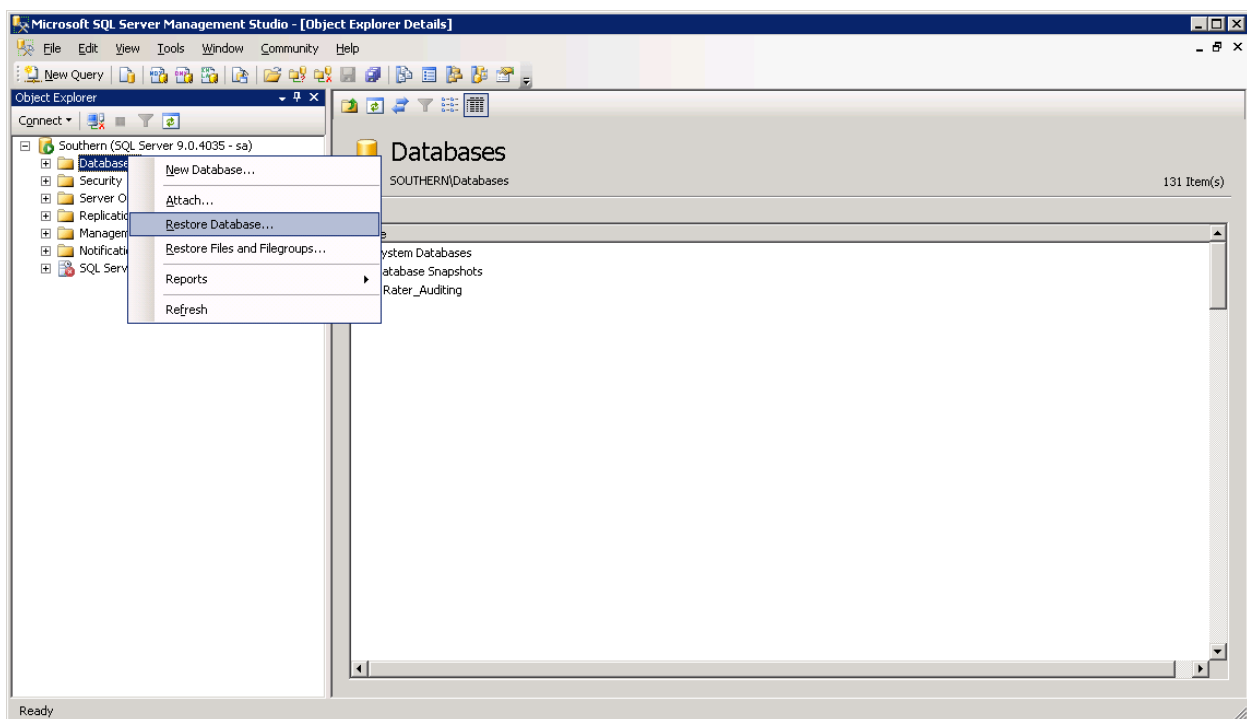 Microsoft SQL Server Management Studio - [Object Explorer Details]
File Edit View Tools Window Community Help
New Query
Object Explorer
Connect
Southern (SQL Server 9.0.4035 - sa)
Database
Security
Server O
Replicatio
Managem
Notificati
SQL Serv
New Database...
Attach...
Restore Database...
Restore Files and Filegroups...
Reports
Refresh
Databases
SOUTHERN\Databases
131 Item(s)
e
ystem Databases
atabase Snapshots
Rater_Auditing
Ready